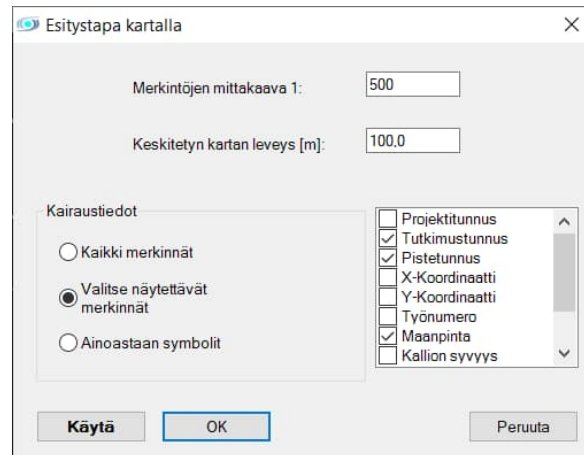 Esitystapa kartalla
Merkintöjen mittakaava 1: 500
Keskitetyn kartan leveys [m]: 100,0
Kairaustiedot
Kaikki merkinnät
Valitse näytettävät
merkinnät
Ainoastaan symbolit
Projektitunnus
Tutkimustunnus
Pistetunnus
X-Koordinaatti
Y-Koordinaatti
Työnumero
Maanpinta
Kallion syvyys
Käytä
OK
Peruuta